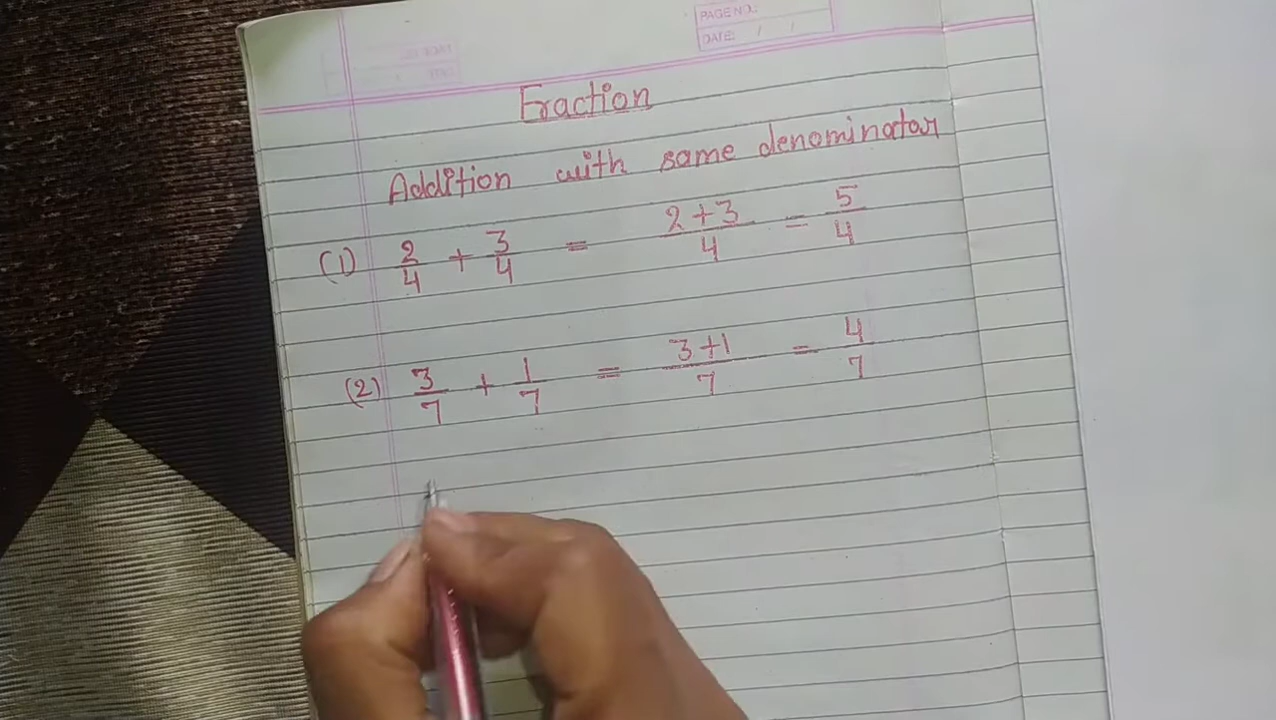 PAGE NO.:
DATE: / /
Fraction
Addition with same denominator
(1) 2/4 + 3/4 = 2+3/4 = 5/4
(2) 3/7 + 1/7 = 3+1/7 = 4/7